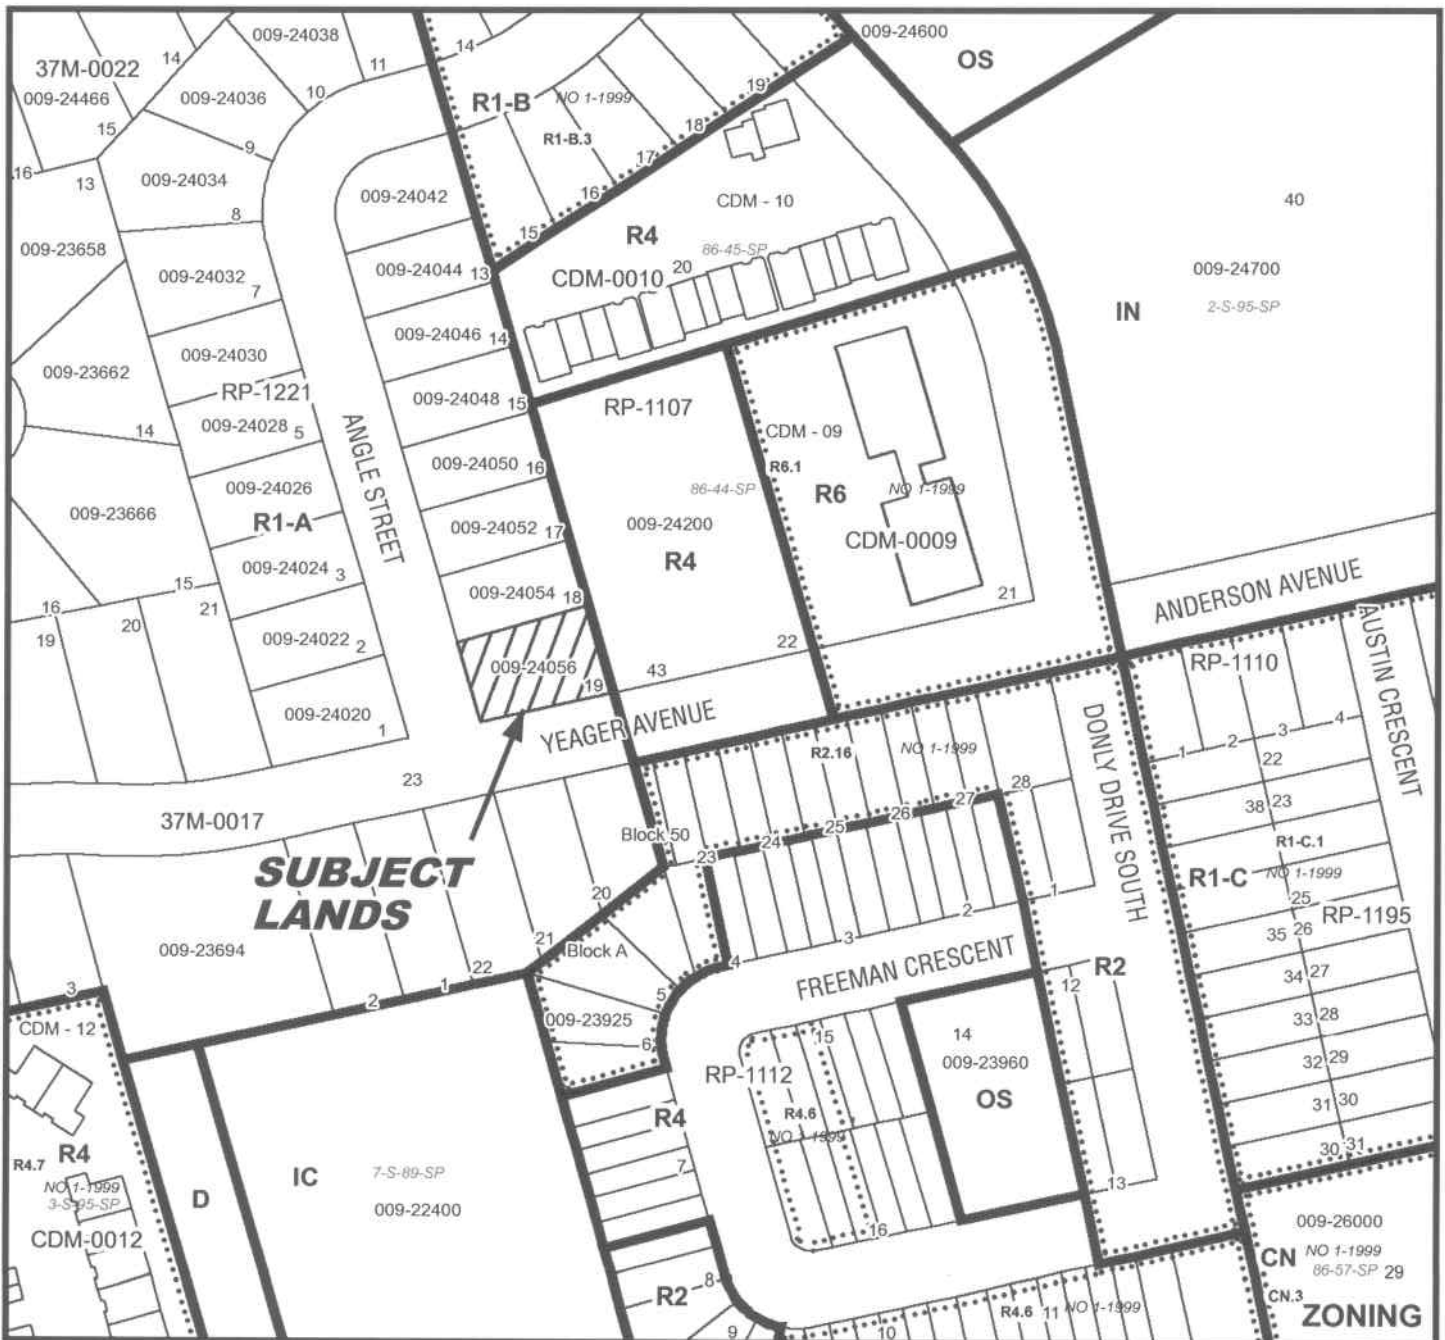 009-24038
009-24600
OS
14
11
14
37M-0022
009-24466
009-24036
10
R1-B
NO 1-1999
19
R1-B.3
18
15
9
17
16
13
009-24034
009-24042
16
CDM - 10
40
8
15
R4
86-45-SP
009-23658
009-24032
009-24044
13
20
CDM-0010
009-24700
7
IN
2-S-95-SP
009-24046
14
009-24030
009-23662
RP-1221
009-24048
15
RP-1107
14
009-24028
5
ANGLE STREET
CDM - 09
009-24050
16
R6.1
009-24026
86-44-SP
R6
NO 1-1999
009-23666
R1-A
009-24052
17
009-24200
CDM-0009
R4
009-24024
3
009-24054
18
21
ANDERSON AVENUE
15
16
21
19
20
009-24022
2
22
AUSTIN CRESCENT
009-24056
19
43
RP-1110
009-24020
1
YEAGER AVENUE
DONLY DRIVE SOUTH
4
3
2
1
R2.16
NO 1-1999
22
23
28
27
38
23
37M-0017
26
25
24
Block 50
23
R1-C.1
SUBJECT
LANDS
R1-C
NO 1-1999
20
1
25
2
RP-1195
21
Block A
3
35
26
009-23694
4
FREEMAN CRESCENT
R2
22
1
2
3
5
12
34
27
CDM - 12
009-23925
33
28
6
15
14
009-23960
32
29
RP-1112
OS
31
30
R4
R4.6
NO 1-1999
30
31
R4
R4.7
IC
7-S-89-SP
7
NO 1-1999
3-S-95-SP
D
009-22400
13
CDM-0012
16
009-26000
CN
NO 1-1999
86-57-SP
29
R2
8
CN.3
R4.6
11
NO 1-1999
ZONING
9
10